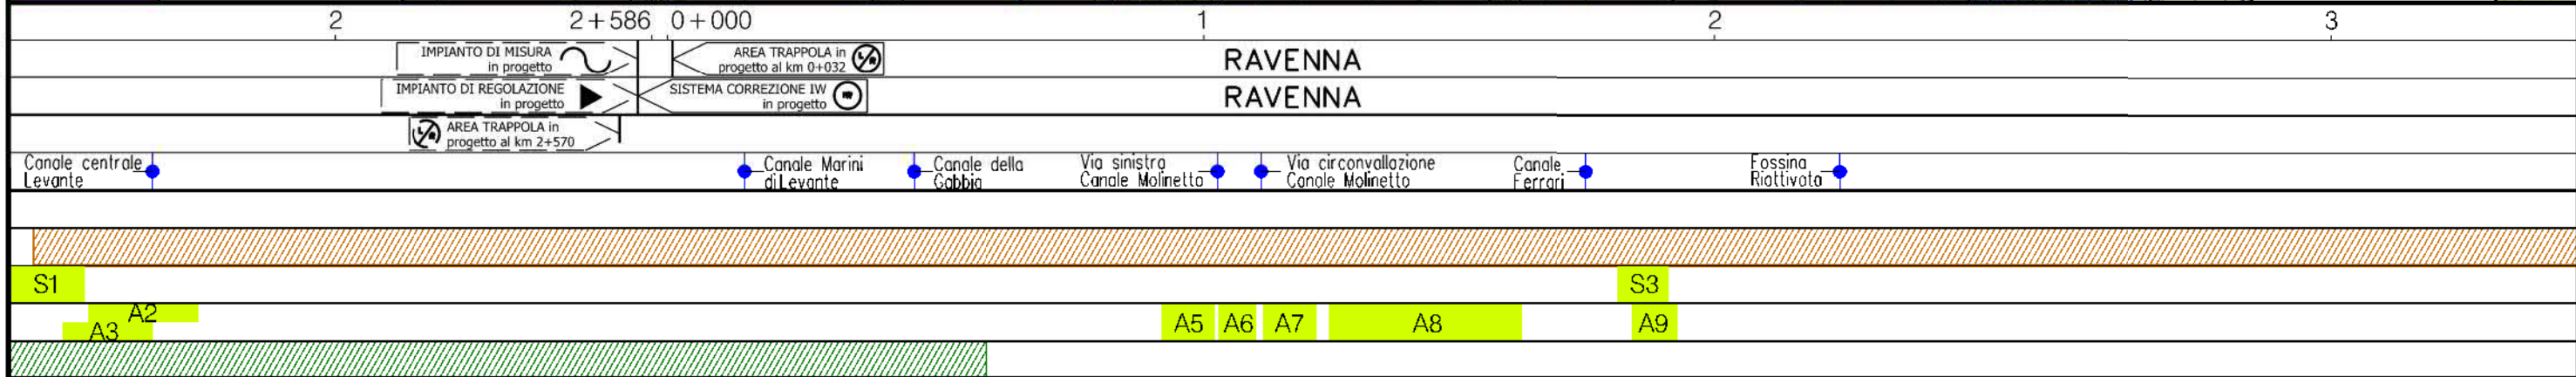 2 2+586 0+000 1 2 3
IMPIANTO DI MISURA
in progetto
AREA TRAPPOLA in
progetto al km 0+032
RAVENNA
IMPIANTO DI REGOLAZIONE
in progetto
SISTEMA CORREZIONE IW
in progetto
RAVENNA
AREA TRAPPOLA in
progetto al km 2+570
Canale centrale
Levante
Canale Marini
di Levante
Canale della
Gabbia
Via sinistra
Canale Molinetto
Via circonvallazione
Canale Molinetto
Canale
Ferrari
Fossina
Riattivata
S1 S3
A2
A3
A5 A6 A7 A8 A9